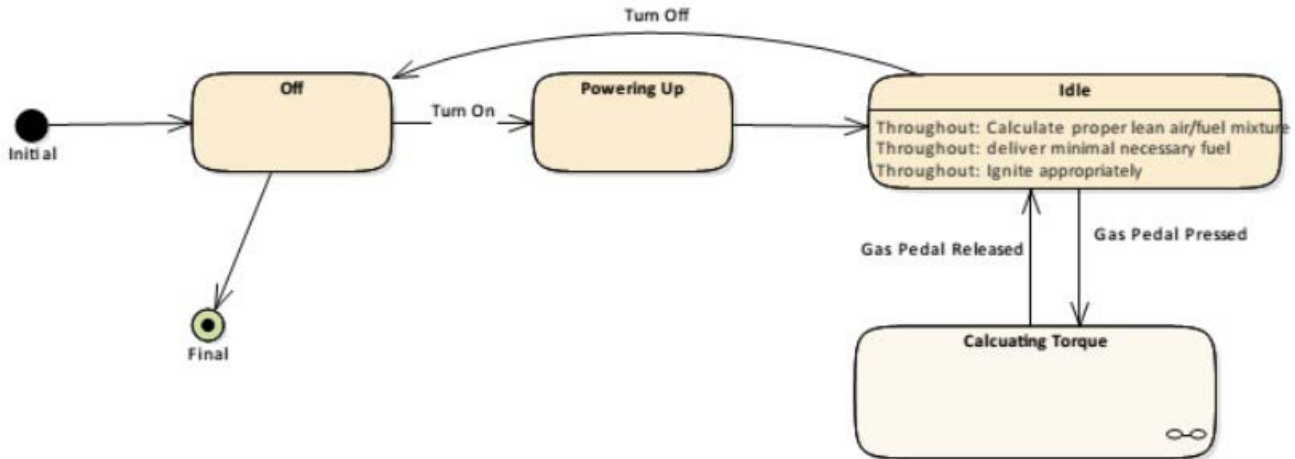 Turn Off
Off
Powering Up
Idle
Turn On
Initial
Throughout: Calculate proper lean air/fuel mixture
Throughout: deliver minimal necessary fuel
Throughout: Ignite appropriately
Gas Pedal Released
Gas Pedal Pressed
Final
Calcuating Torque